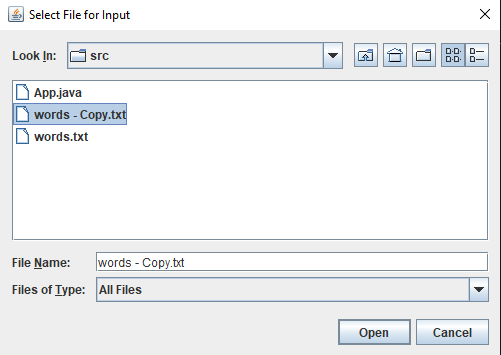 Select File for Input
Look In: src
App.java
words - Copy.txt
words.txt
File Name: words - Copy.txt
Files of Type: All Files
Open Cancel